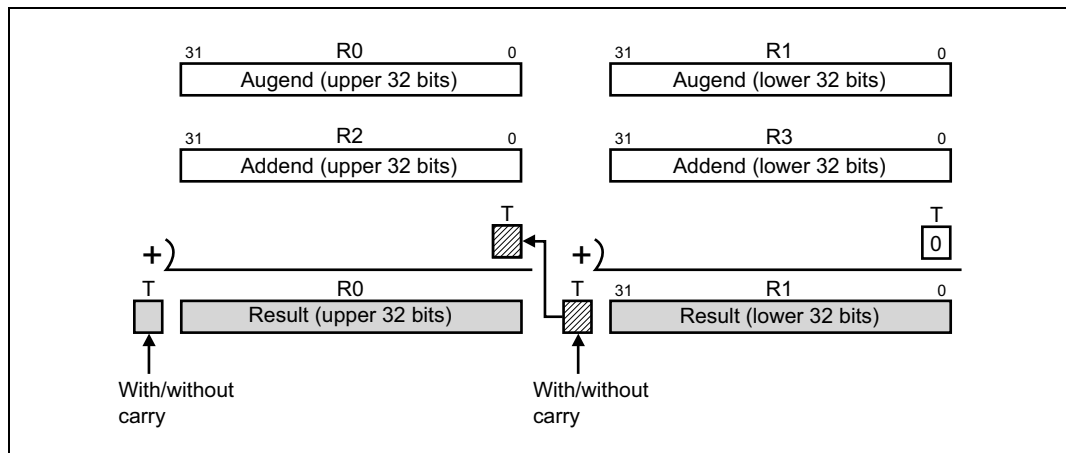 R0 R1
31 0 31 0
Augend (upper 32 bits) Augend (lower 32 bits)
R2 R3
31 0 31 0
Addend (upper 32 bits) Addend (lower 32 bits)
T T
+ + 0
T R0 T 31 R1 0
Result (upper 32 bits) Result (lower 32 bits)
With/without With/without
carry carry